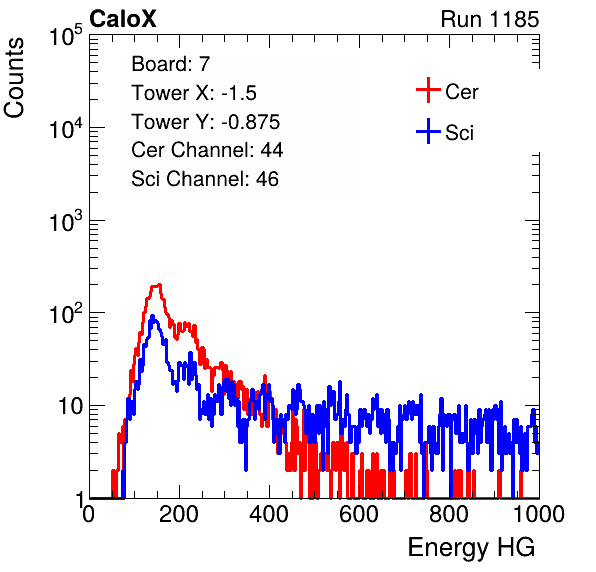 CaloX Run 1185
Counts
Board: 7
Tower X: -1.5
Tower Y: -0.875
Cer Channel: 44
Sci Channel: 46
Cer
Sci
10^5
10^4
10^3
10^2
10
1
0 200 400 600 800 1000
Energy HG